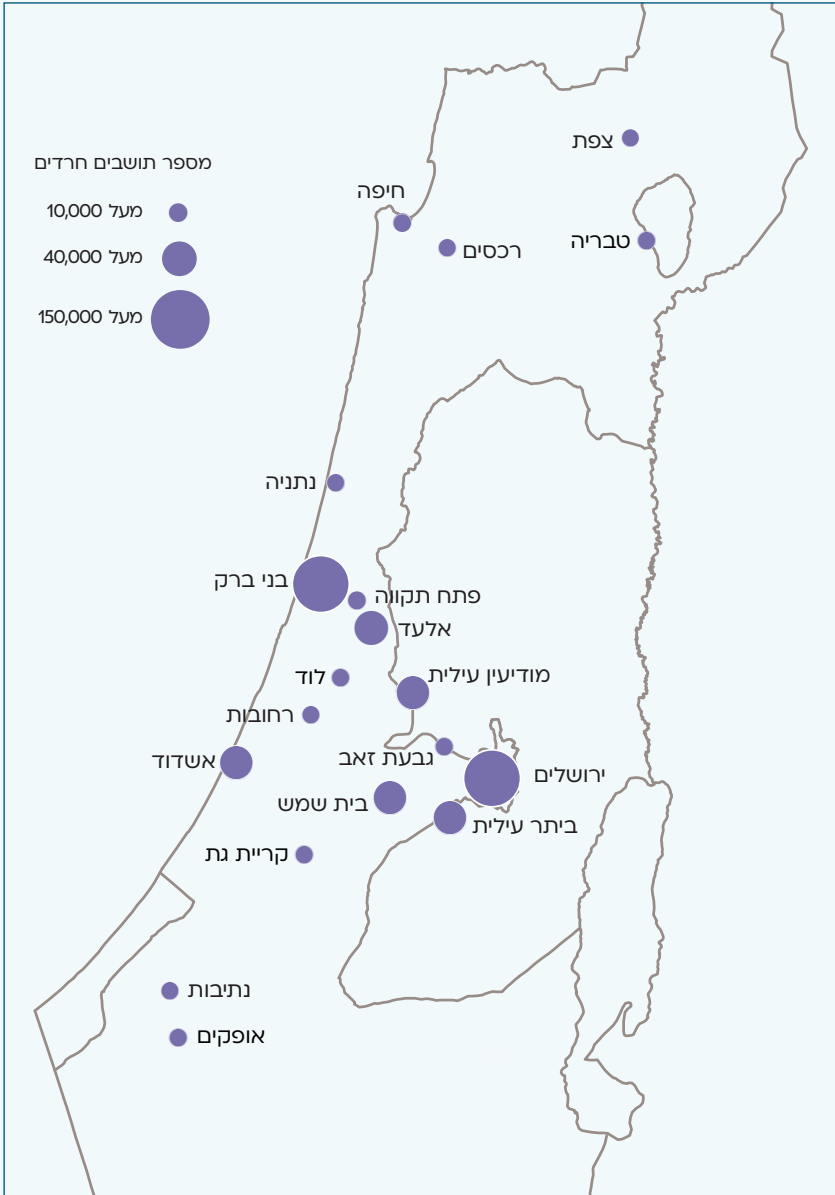 מספר תושבים חרדים
מעל 10,000
מעל 40,000
מעל 150,000
צפת
חיפה
טבריה
רכסים
נתניה
בני ברק
פתח תקווה
אלעד
לוד
מודיעין עילית
רחובות
גבעת זאב
אשדוד
ירושלים
בית שמש
ביתר עילית
קריית גת
נתיבות
אופקים